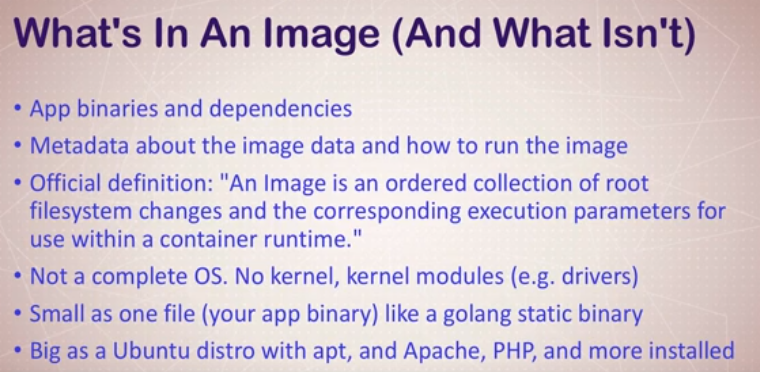 What's In An Image (And What Isn't)
• App binaries and dependencies
• Metadata about the image data and how to run the image
• Official definition: "An Image is an ordered collection of root
filesystem changes and the corresponding execution parameters for
use within a container runtime."
• Not a complete OS. No kernel, kernel modules (e.g. drivers)
• Small as one file (your app binary) like a golang static binary
• Big as a Ubuntu distro with apt, and Apache, PHP, and more installed